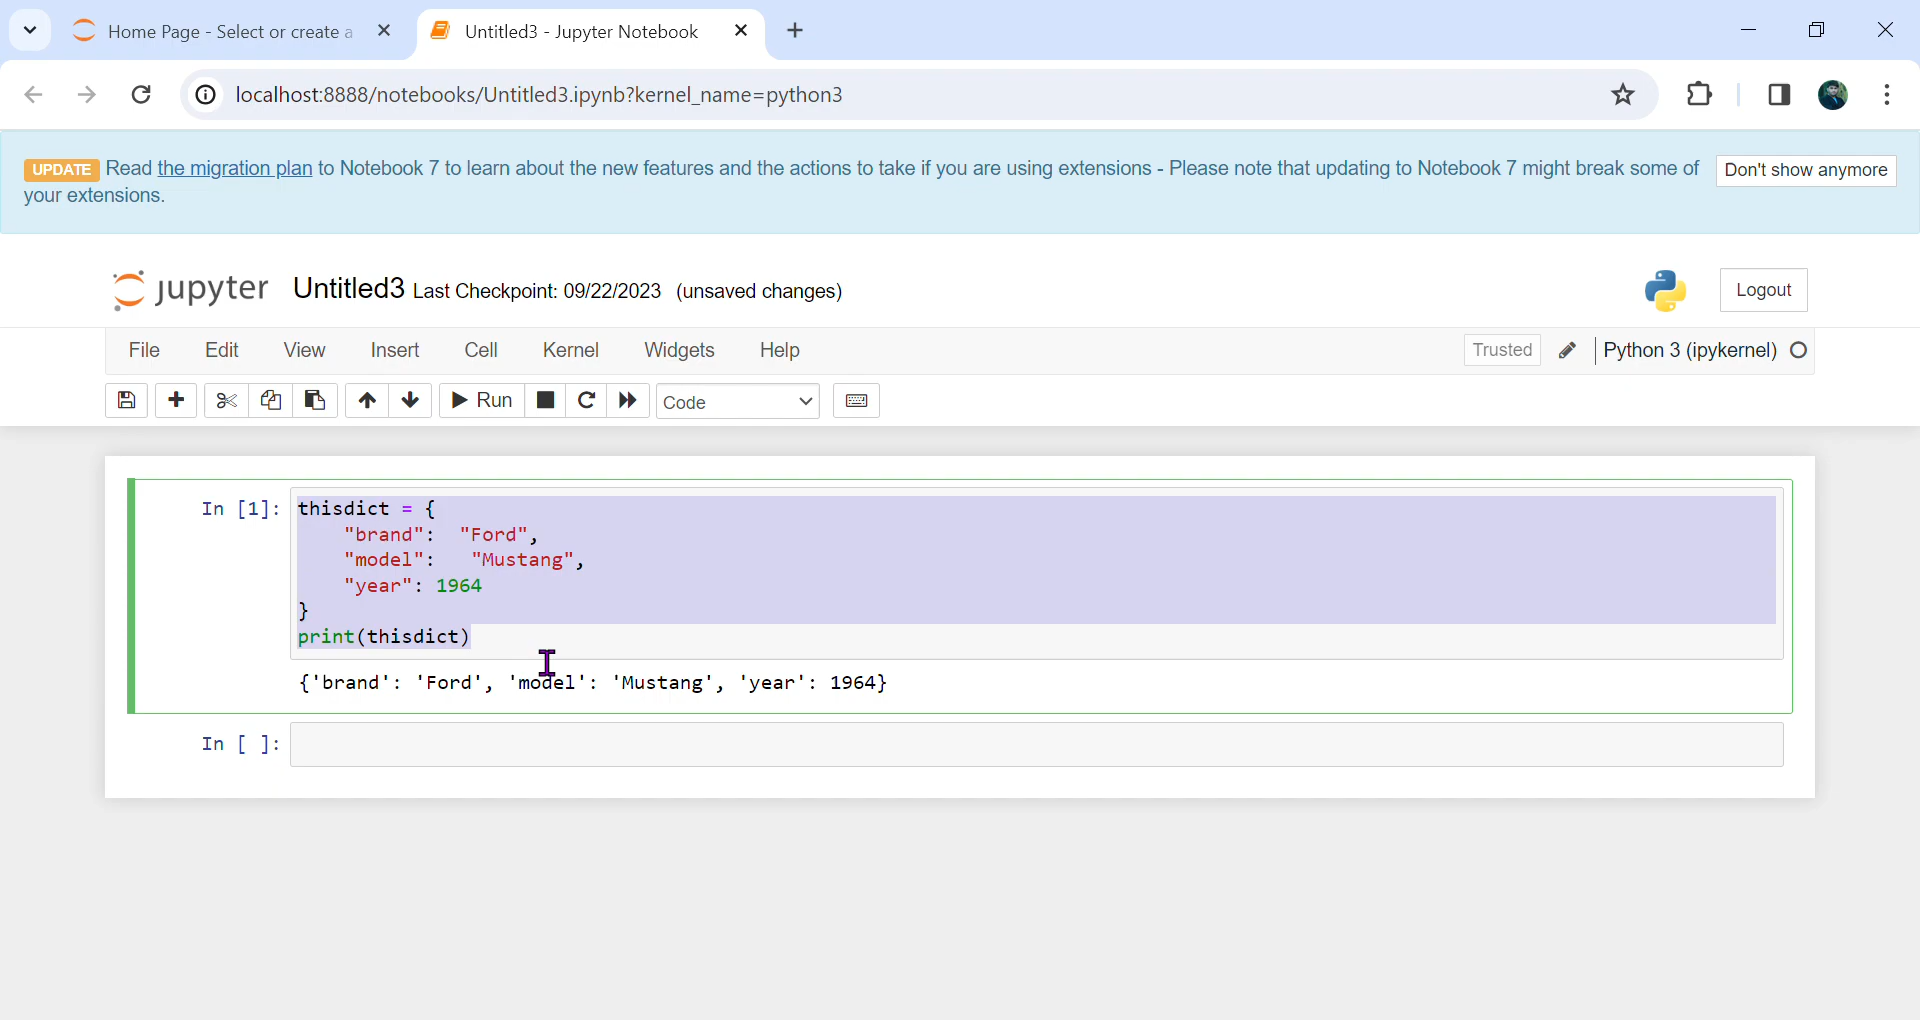 Home Page - Select or create a
Untitled3 - Jupyter Notebook
localhost:8888/notebooks/Untitled3.ipynb?kernel_name=python3
UPDATE Read the migration plan to Notebook 7 to learn about the new features and the actions to take if you are using extensions - Please note that updating to Notebook 7 might break some of
your extensions.
Don't show anymore
jupyter Untitled3 Last Checkpoint: 09/22/2023 (unsaved changes)
Logout
File Edit View Insert Cell Kernel Widgets Help
Trusted
Python 3 (ipykernel)
Run
Code
In [1]:
thisdict = {
    "brand":  "Ford",
    "model":   "Mustang",
    "year": 1964
}
print(thisdict)
{'brand': 'Ford', 'model': 'Mustang', 'year': 1964}
In [ ]: